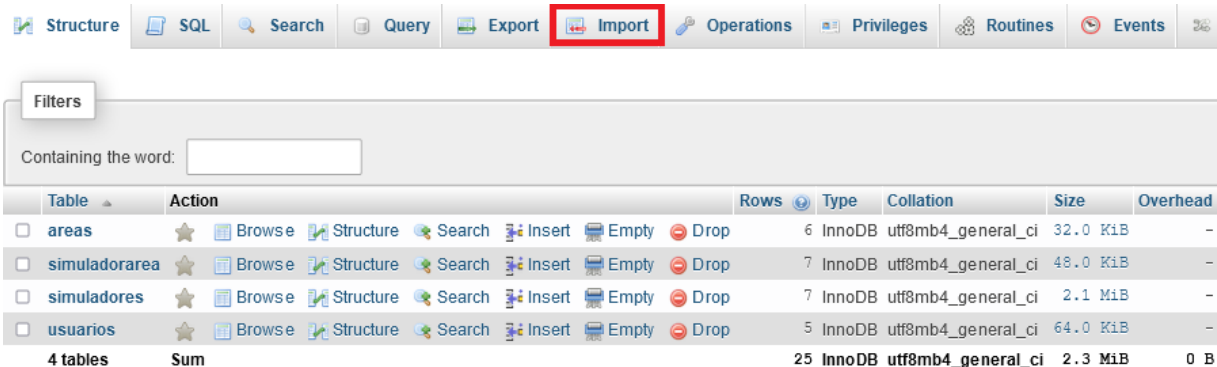 Structure SQL Search Query Export Import Operations Privileges Routines Events
Filters
Containing the word:
Table Action Rows Type Collation Size Overhead
areas Browse Structure Search Insert Empty Drop 6 InnoDB utf8mb4_general_ci 32.0 KiB -
simuladorarea Browse Structure Search Insert Empty Drop 7 InnoDB utf8mb4_general_ci 48.0 KiB -
simuladores Browse Structure Search Insert Empty Drop 7 InnoDB utf8mb4_general_ci 2.1 MiB -
usuarios Browse Structure Search Insert Empty Drop 5 InnoDB utf8mb4_general_ci 64.0 KiB -
4 tables Sum 25 InnoDB utf8mb4_general_ci 2.3 MiB 0 B